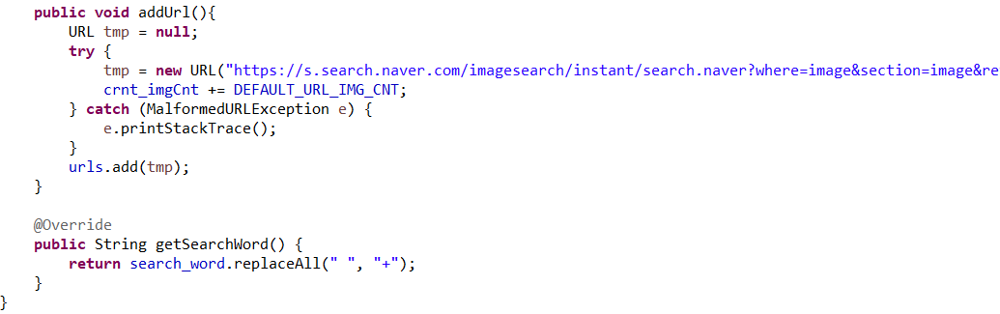 public void addUrl(){
URL tmp = null;
try {
tmp = new URL("https://s.search.naver.com/imagesearch/instant/search.naver?where=image&section=image&re
crnt_imgCnt += DEFAULT_URL_IMG_CNT;
} catch (MalformedURLException e) {
e.printStackTrace();
}
urls.add(tmp);
}
@Override
public String getSearchWord() {
return search_word.replaceAll(" ", "+");
}
}